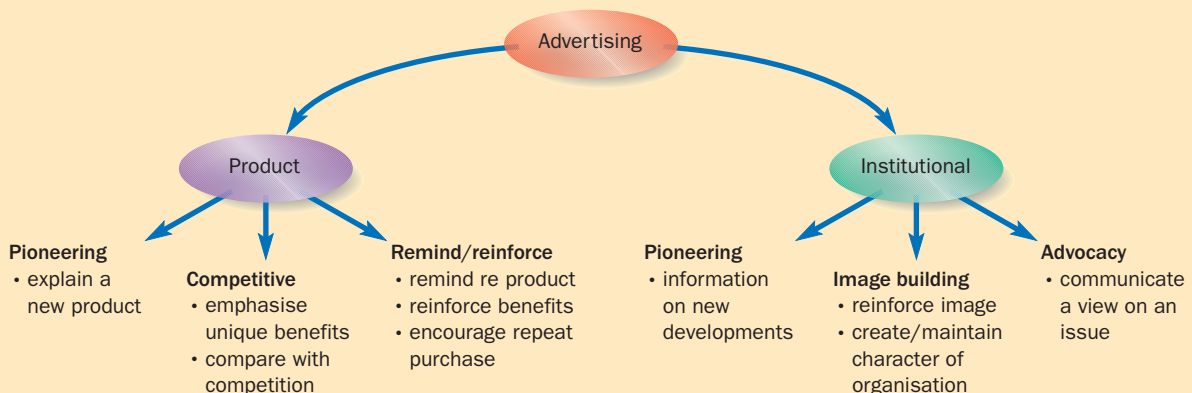 Advertising
Product
Institutional
Pioneering
• explain a
new product
Competitive
• emphasise
unique benefits
• compare with
competition
Remind/reinforce
• remind re product
• reinforce benefits
• encourage repeat
purchase
Pioneering
• information
on new
developments
Image building
• reinforce image
• create/maintain
character of
organisation
Advocacy
• communicate
a view on an
issue